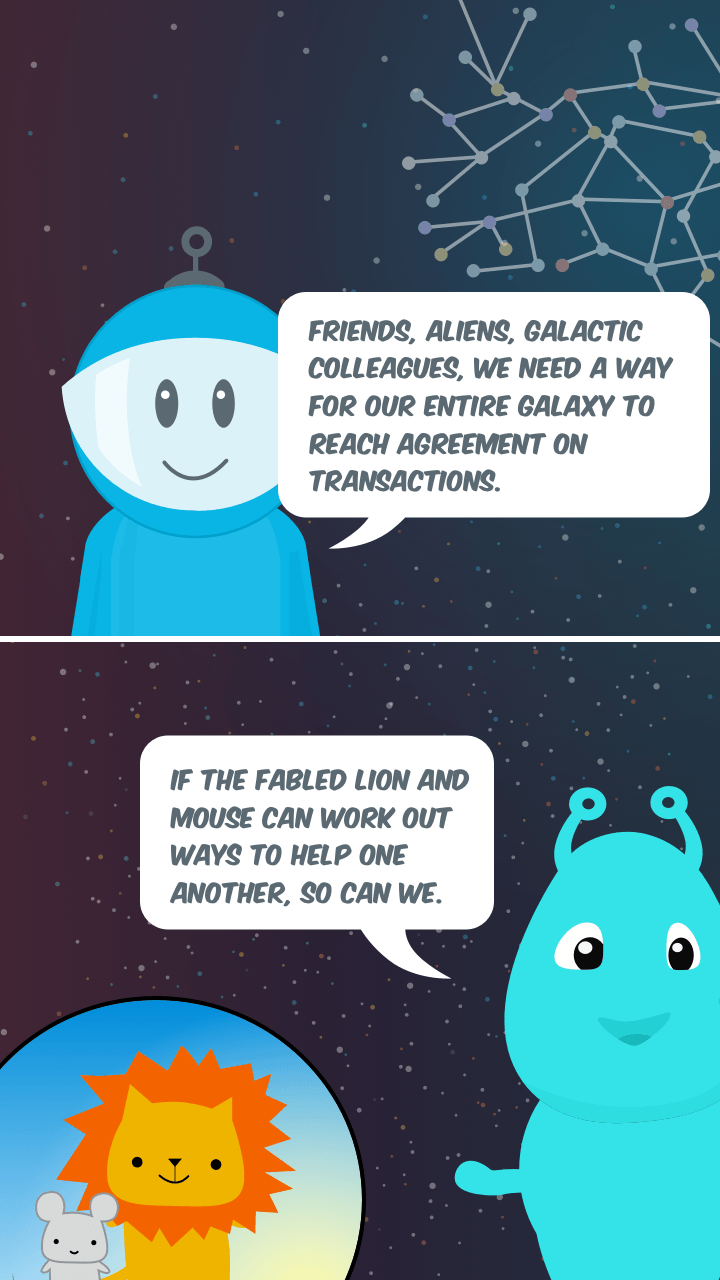 FRIENDS, ALIENS, GALACTIC
COLLEAGUES, WE NEED A WAY
FOR OUR ENTIRE GALAXY TO
REACH AGREEMENT ON
TRANSACTIONS.
IF THE FABLED LION AND
MOUSE CAN WORK OUT
WAYS TO HELP ONE
ANOTHER, SO CAN WE.